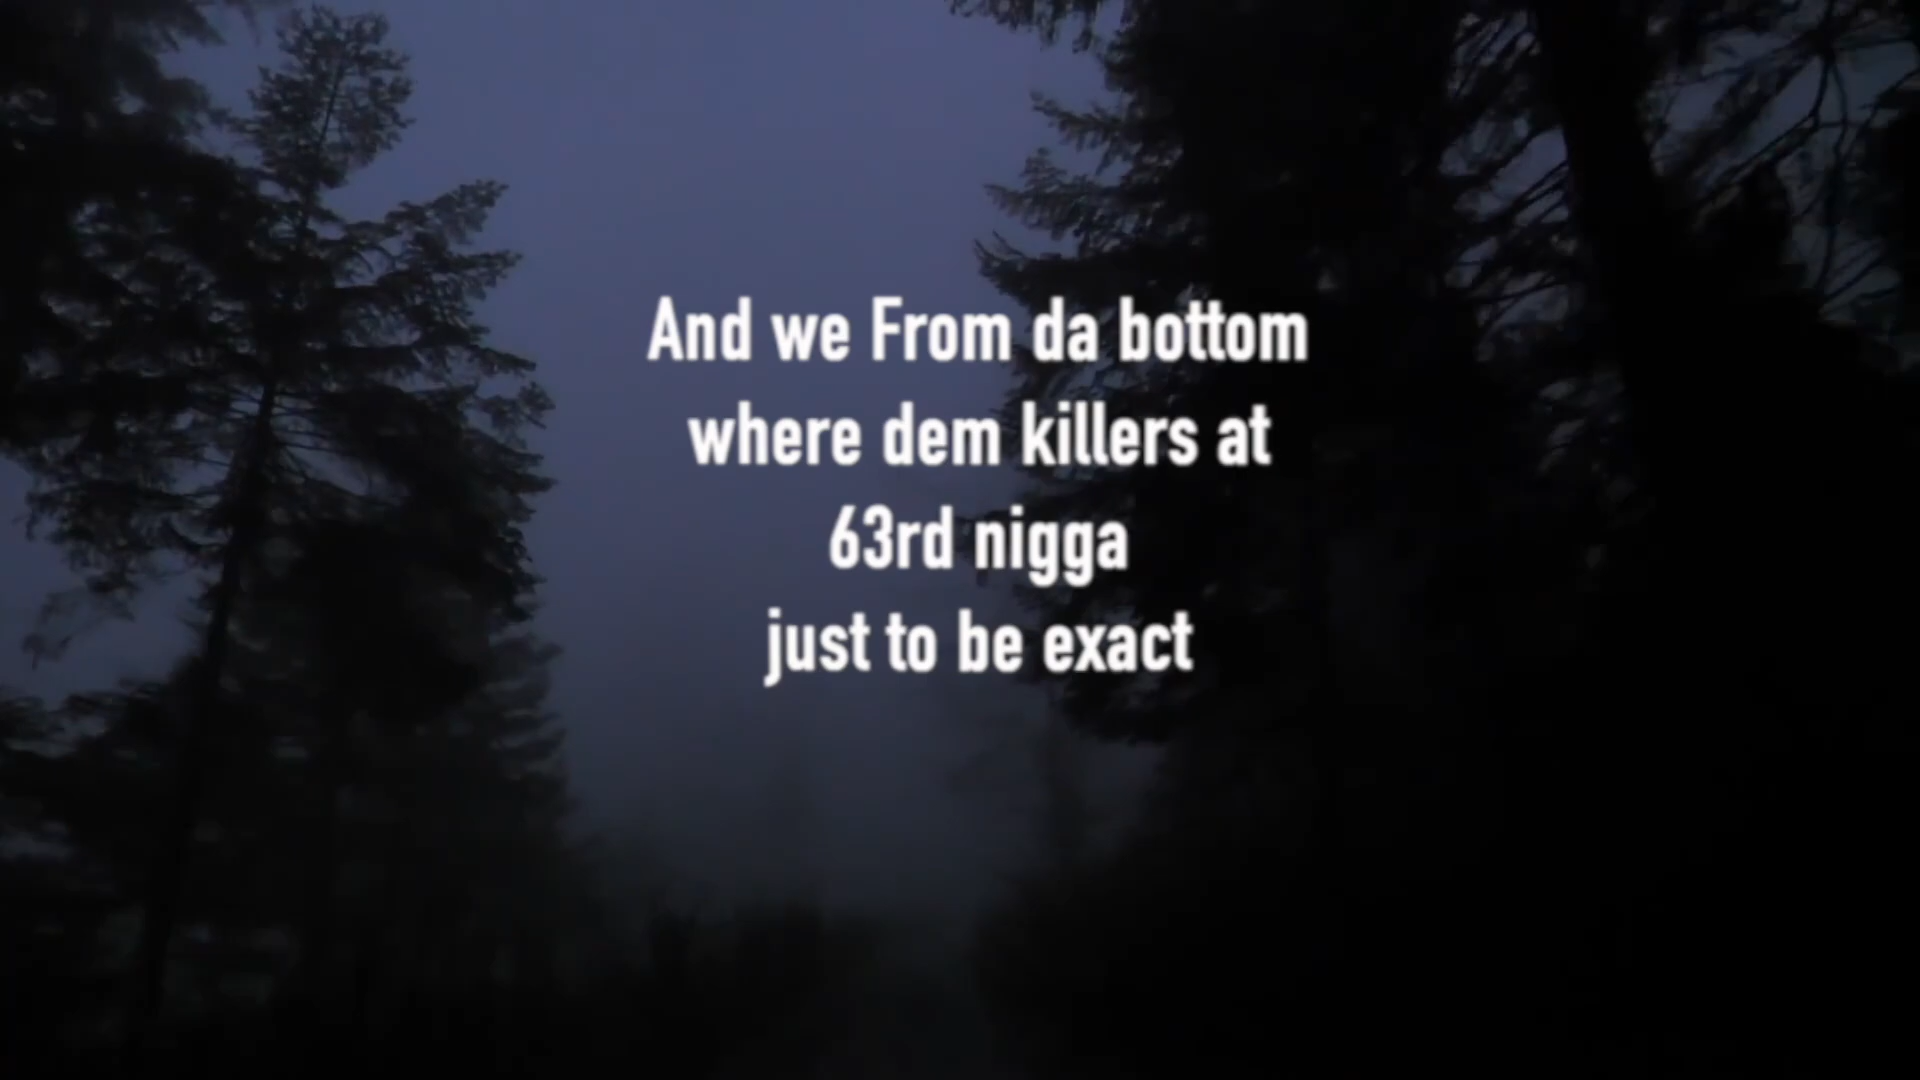 And we From da bottom
where dem killers at
63rd nigga
just to be exact